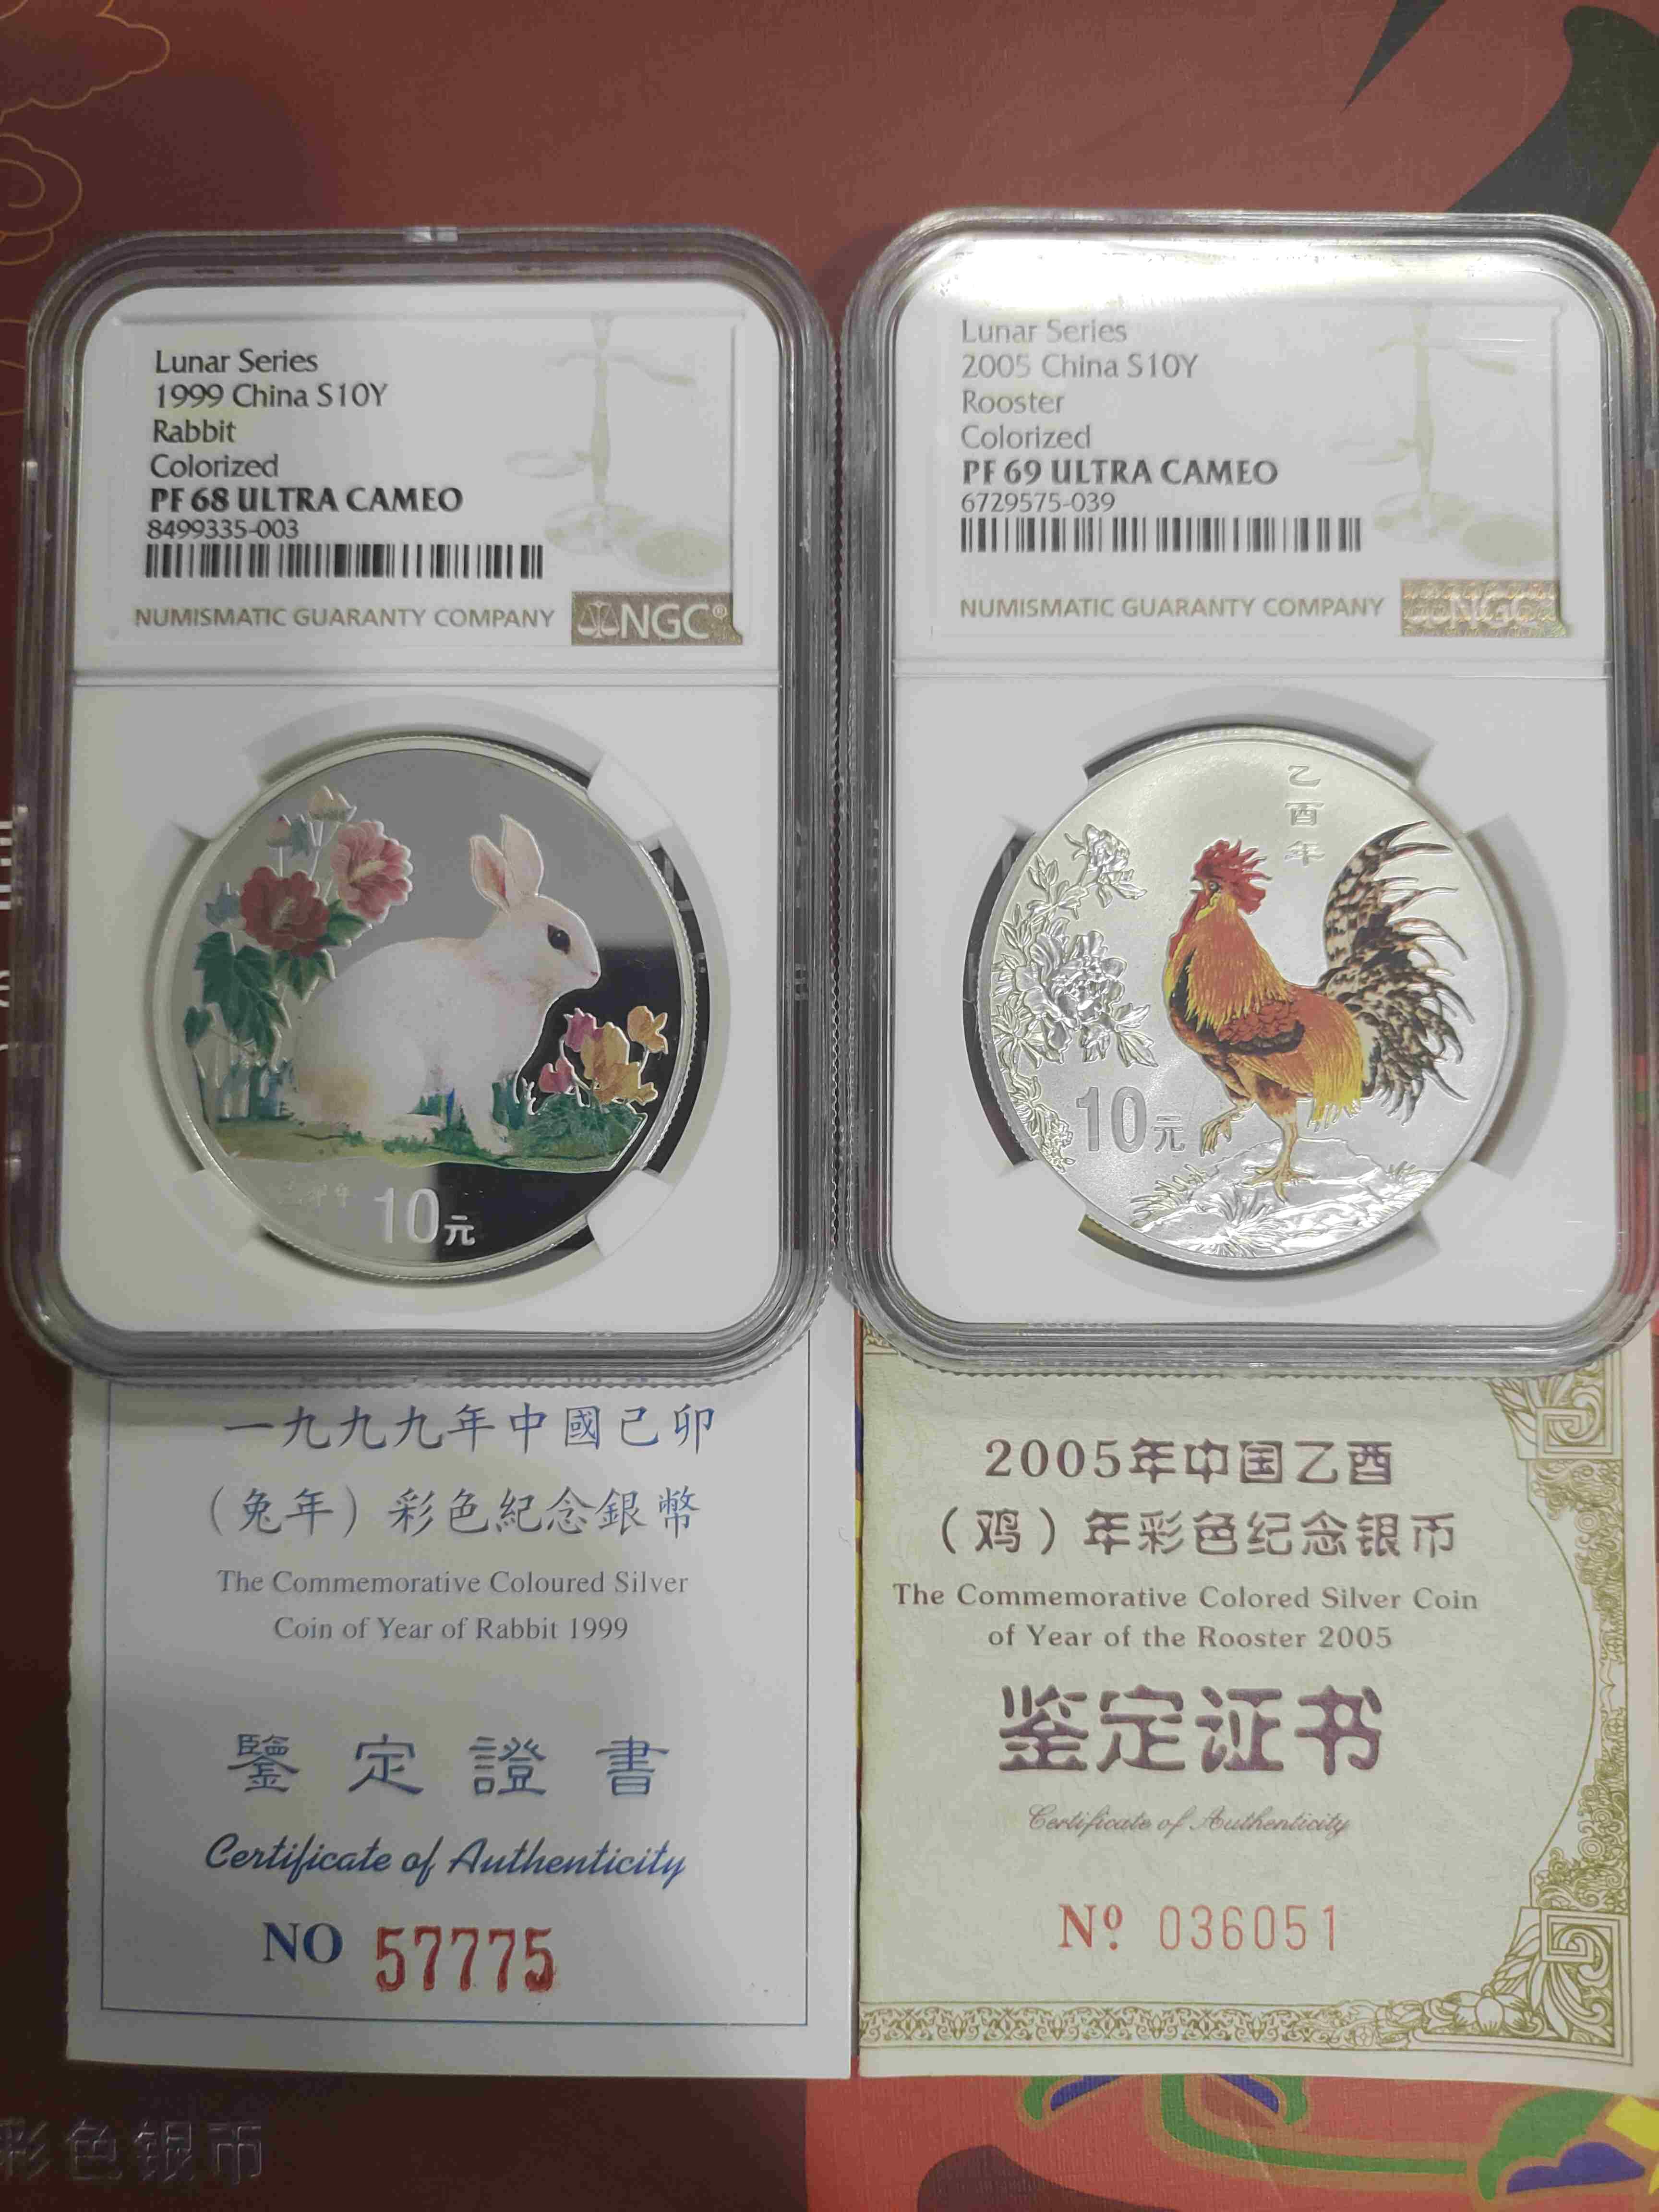 Lunar Series
1999 China S10Y
Rabbit
Colorized
PF 68 ULTRA CAMEO
8499335-003
NUMISMATIC GUARANTY COMPANY
NGC®
10元
一九九九年中國己卯
（兔年）彩色紀念銀幣
The Commemorative Coloured Silver
Coin of Year of Rabbit 1999
鑒定證書
Certificate of Authenticity
NO 57775
Lunar Series
2005 China S10Y
Rooster
Colorized
PF 69 ULTRA CAMEO
6729575-039
NUMISMATIC GUARANTY COMPANY
NGC
乙酉年
10元
2005年中国乙酉
（鸡）年彩色纪念银币
The Commemorative Colored Silver Coin
of Year of the Rooster 2005
鉴定证书
Certificate of Authenticity
Nº 036051
彩色银币